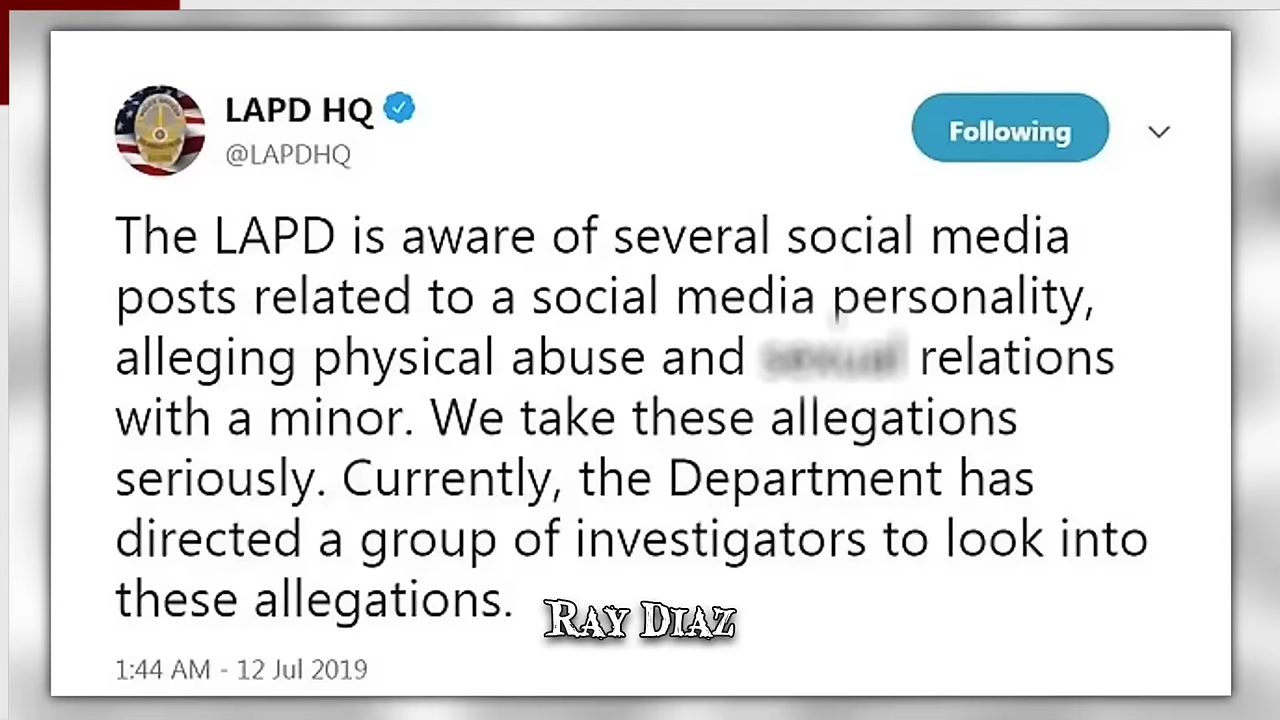 LAPD HQ
@LAPDHQ
Following
The LAPD is aware of several social media
posts related to a social media personality,
alleging physical abuse and relations
with a minor. We take these allegations
seriously. Currently, the Department has
directed a group of investigators to look into
these allegations.
RAY DIAZ
1:44 AM - 12 Jul 2019